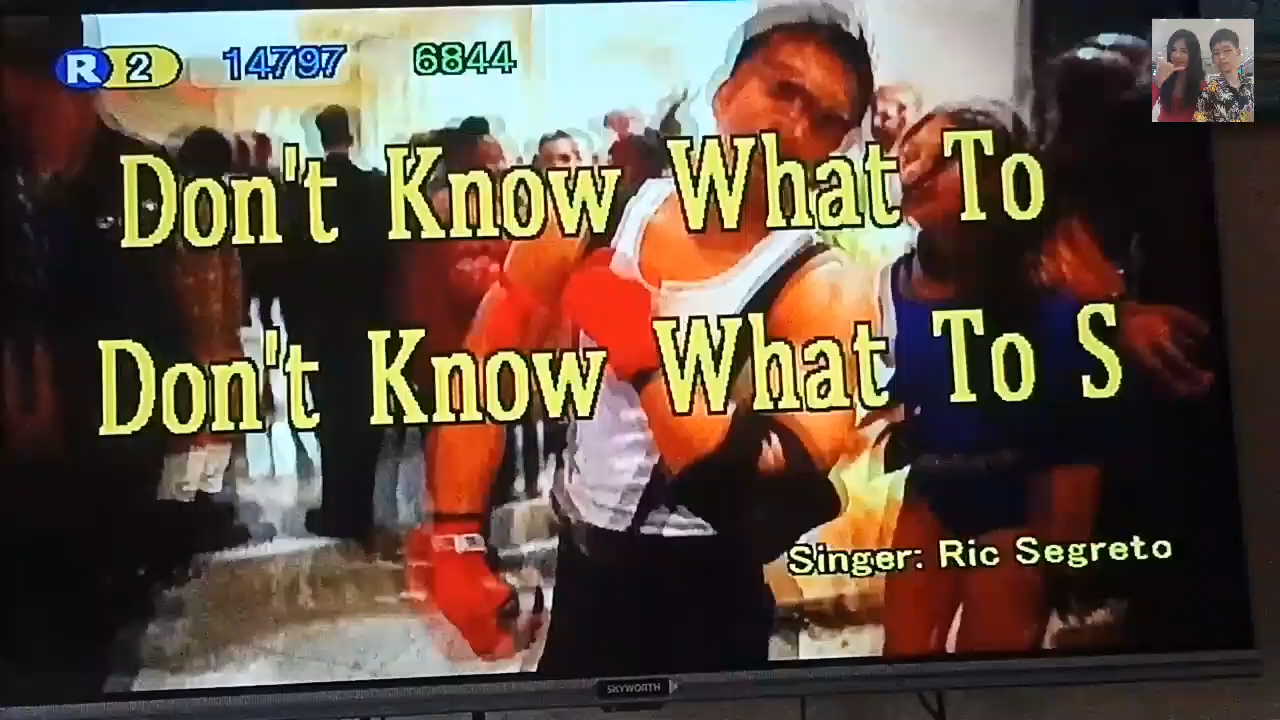 R 2 14797 6844
Don't Know What To
Don't Know What To S
Singer: Ric Segreto
SKYWORTH